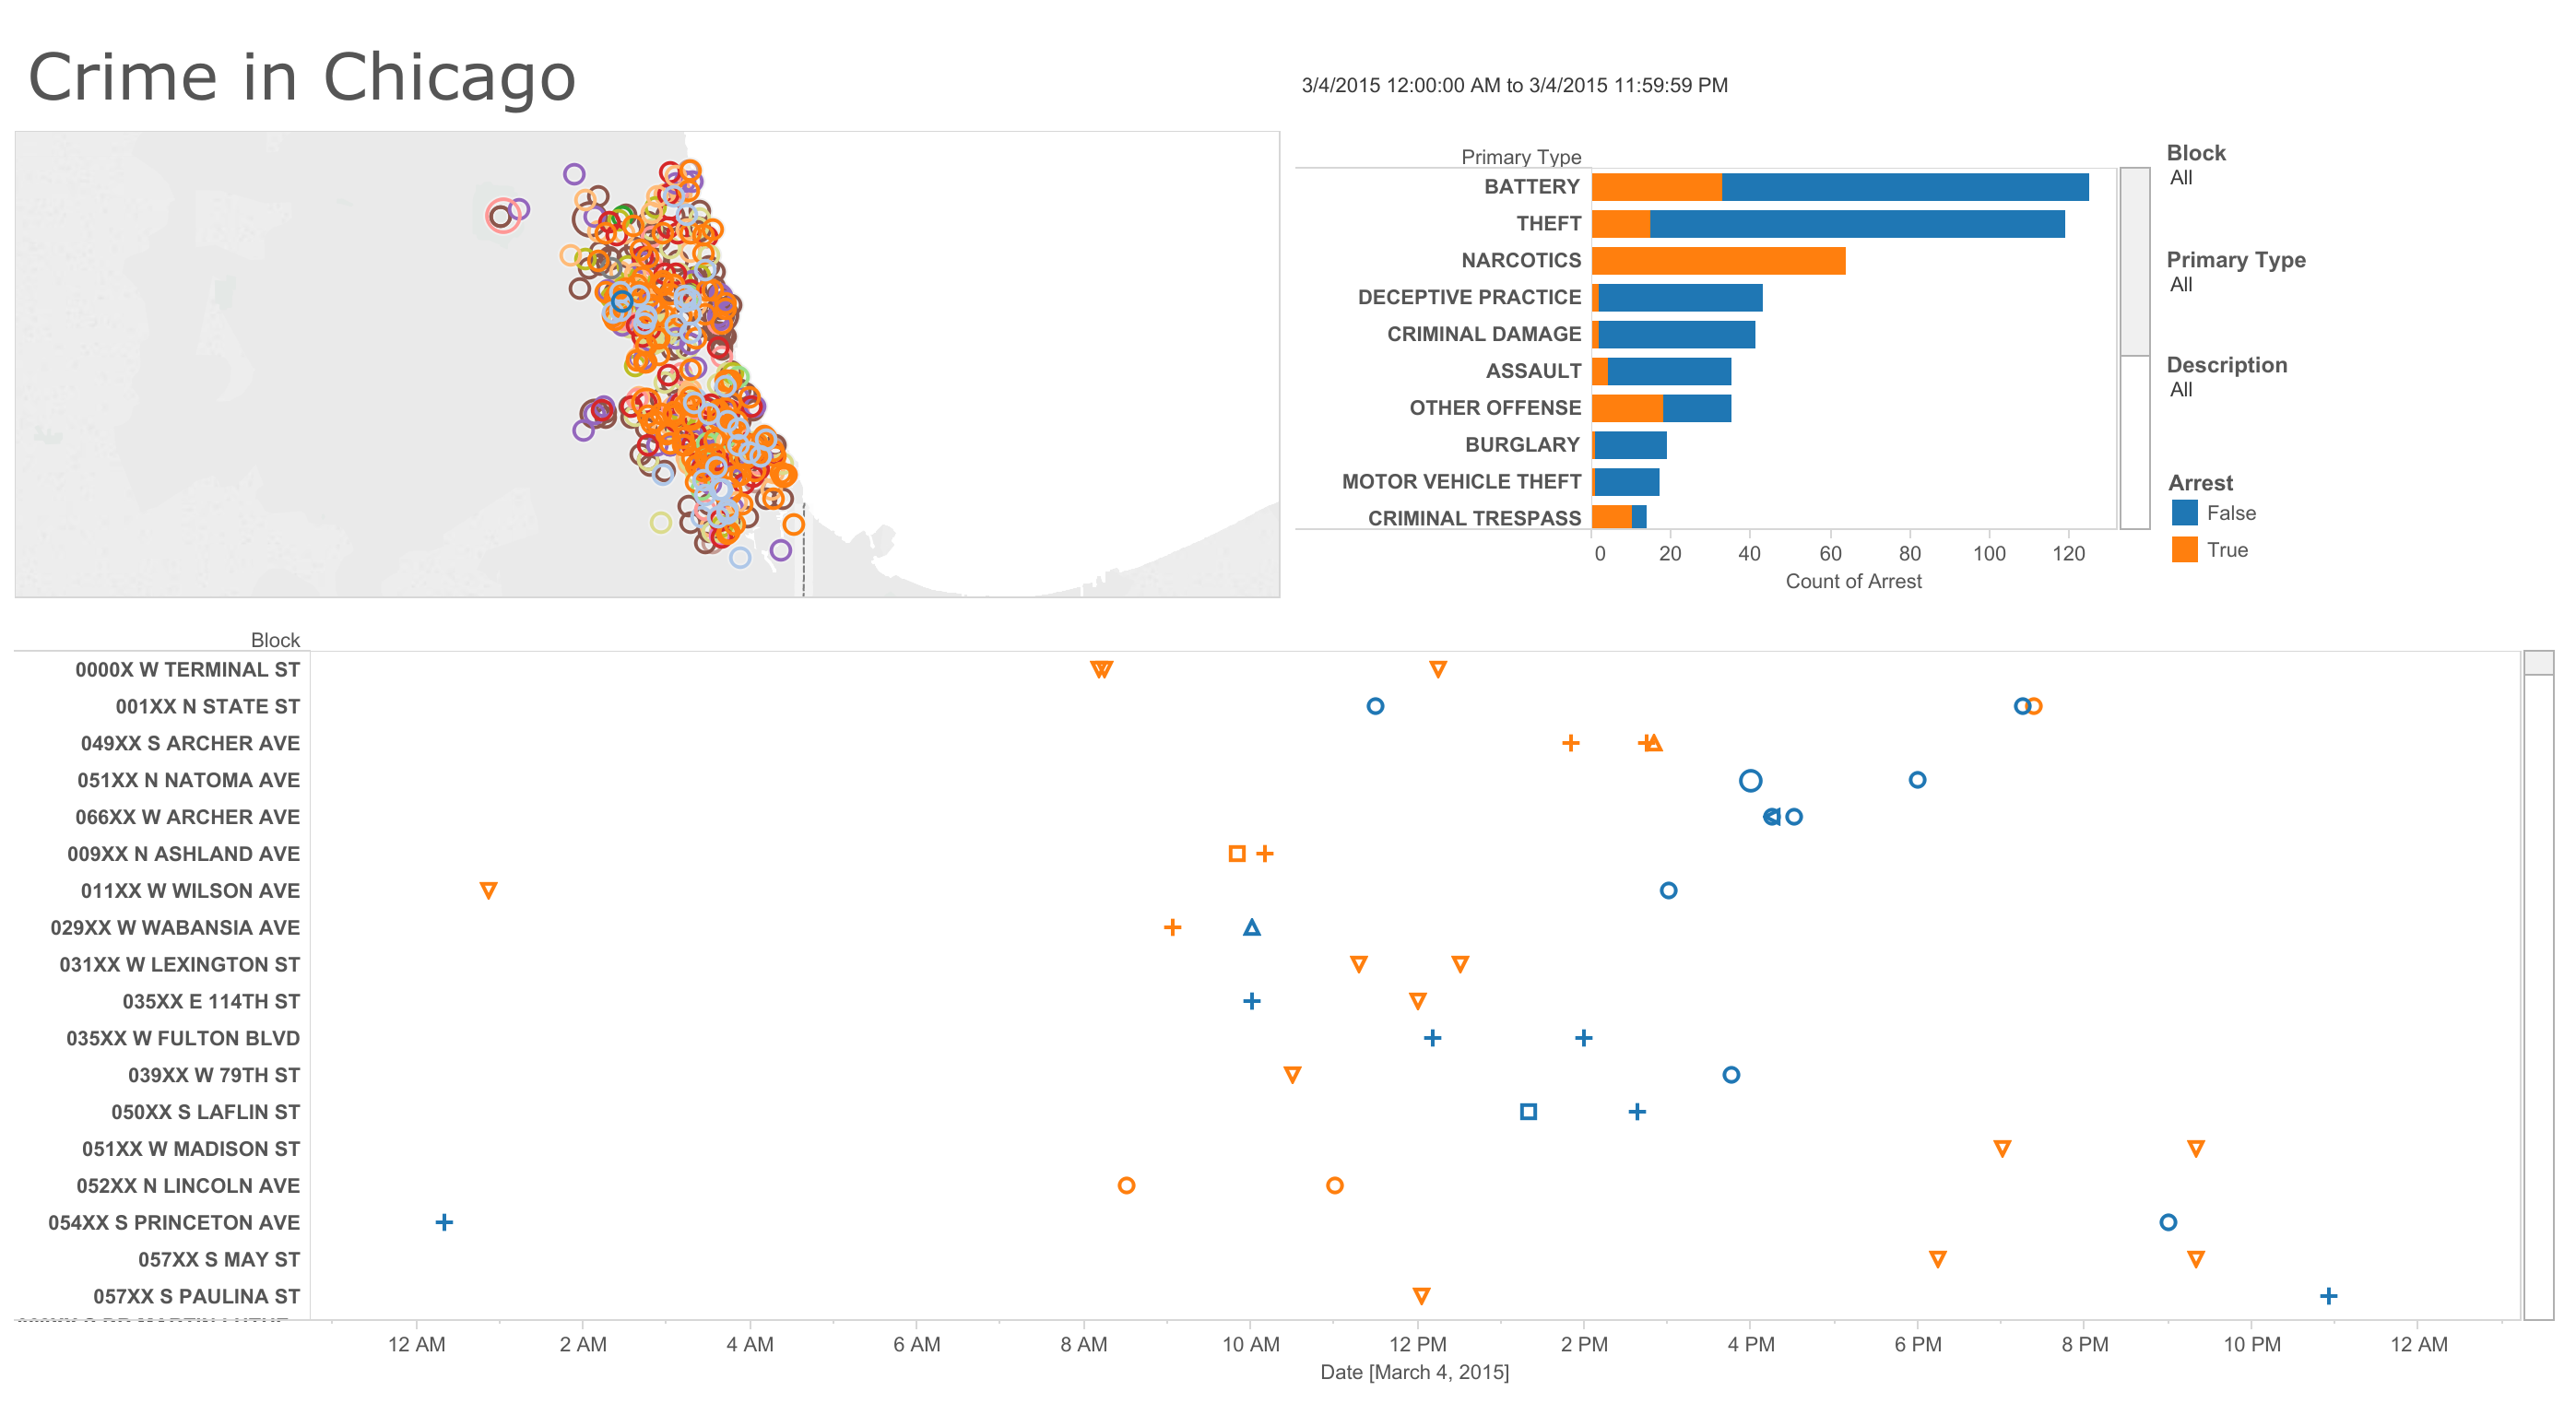 Crime in Chicago
3/4/2015 12:00:00 AM to 3/4/2015 11:59:59 PM
Primary Type
BATTERY
THEFT
NARCOTICS
DECEPTIVE PRACTICE
CRIMINAL DAMAGE
ASSAULT
OTHER OFFENSE
BURGLARY
MOTOR VEHICLE THEFT
CRIMINAL TRESPASS
0 20 40 60 80 100 120
Count of Arrest
Block
All
Primary Type
All
Description
All
Arrest
False
True
Block
0000X W TERMINAL ST
001XX N STATE ST
049XX S ARCHER AVE
051XX N NATOMA AVE
066XX W ARCHER AVE
009XX N ASHLAND AVE
011XX W WILSON AVE
029XX W WABANSIA AVE
031XX W LEXINGTON ST
035XX E 114TH ST
035XX W FULTON BLVD
039XX W 79TH ST
050XX S LAFLIN ST
051XX W MADISON ST
052XX N LINCOLN AVE
054XX S PRINCETON AVE
057XX S MAY ST
057XX S PAULINA ST
12 AM 2 AM 4 AM 6 AM 8 AM 10 AM 12 PM 2 PM 4 PM 6 PM 8 PM 10 PM 12 AM
Date [March 4, 2015]